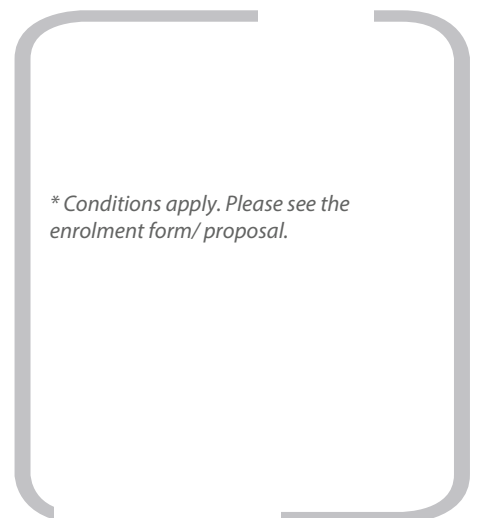 * Conditions apply. Please see the
enrolment form/ proposal.